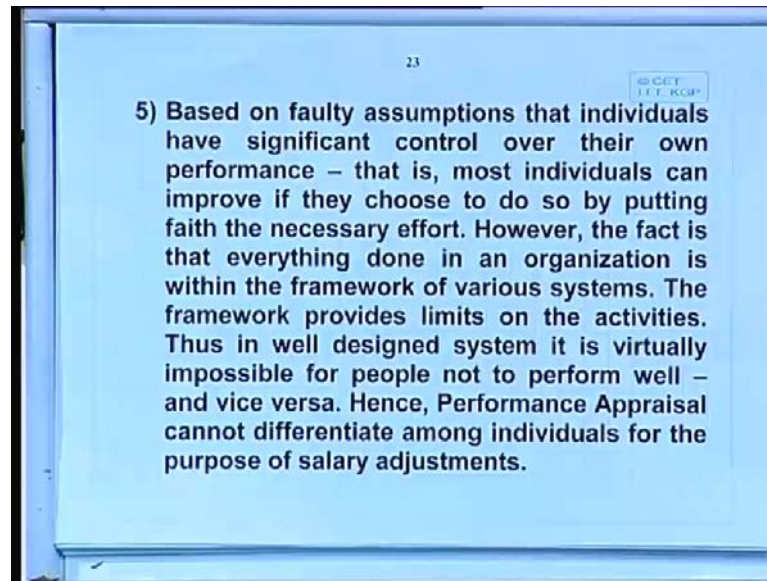 23
© CET
I.I.T. KGP
5) Based on faulty assumptions that individuals
have significant control over their own
performance – that is, most individuals can
improve if they choose to do so by putting
faith the necessary effort. However, the fact is
that everything done in an organization is
within the framework of various systems. The
framework provides limits on the activities.
Thus in well designed system it is virtually
impossible for people not to perform well –
and vice versa. Hence, Performance Appraisal
cannot differentiate among individuals for the
purpose of salary adjustments.